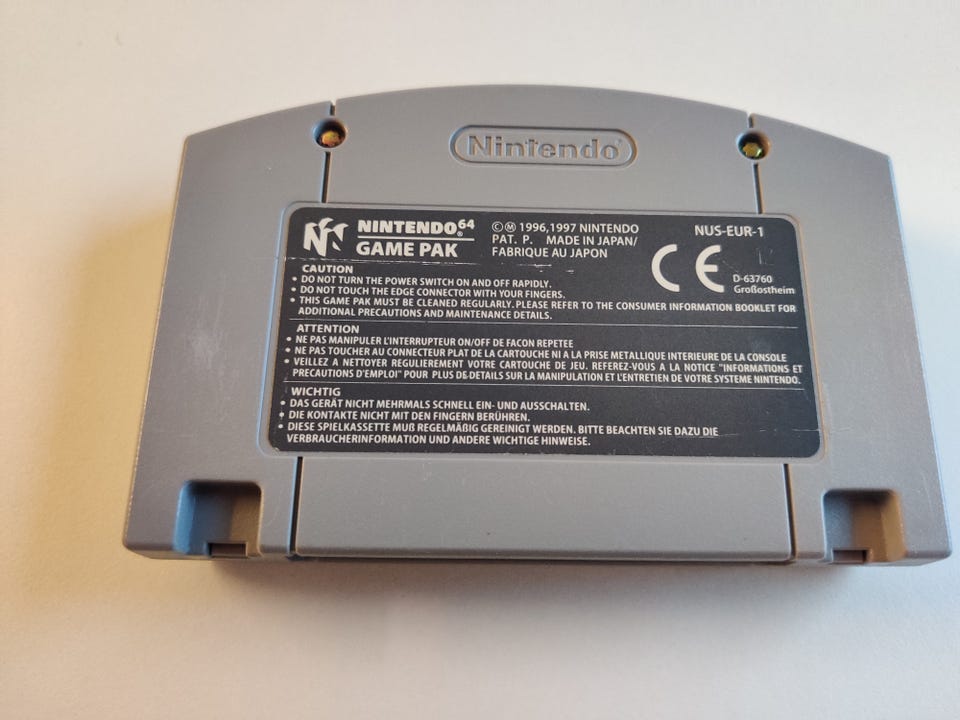 Nintendo
NINTENDO 64
GAME PAK
©Ⓜ 1996,1997 NINTENDO
PAT. P. MADE IN JAPAN/
FABRIQUE AU JAPON
NUS-EUR-1
CE
D-63760
Großostheim
CAUTION
• DO NOT TURN THE POWER SWITCH ON AND OFF RAPIDLY.
• DO NOT TOUCH THE EDGE CONNECTOR WITH YOUR FINGERS.
• THIS GAME PAK MUST BE CLEANED REGULARLY. PLEASE REFER TO THE CONSUMER INFORMATION BOOKLET FOR
ADDITIONAL PRECAUTIONS AND MAINTENANCE DETAILS.
ATTENTION
• NE PAS MANIPULER L'INTERRUPTEUR ON/OFF DE FACON REPETEE
• NE PAS TOUCHER AU CONNECTEUR PLAT DE LA CARTOUCHE NI A LA PRISE METALLIQUE INTERIEURE DE LA CONSOLE
• VEILLEZ A NETTOYER REGULIEREMENT VOTRE CARTOUCHE DE JEU. REFEREZ-VOUS A LA NOTICE "INFORMATIONS ET
PRECAUTIONS D'EMPLOI" POUR PLUS DE DETAILS SUR LA MANIPULATION ET L'ENTRETIEN DE VOTRE SYSTEME NINTENDO.
WICHTIG
• DAS GERÄT NICHT MEHRMALS SCHNELL EIN- UND AUSSCHALTEN.
• DIE KONTAKTE NICHT MIT DEN FINGERN BERÜHREN.
• DIESE SPIELKASSETTE MUß REGELMÄßIG GEREINIGT WERDEN. BITTE BEACHTEN SIE DAZU DIE
VERBRAUCHERINFORMATION UND ANDERE WICHTIGE HINWEISE.